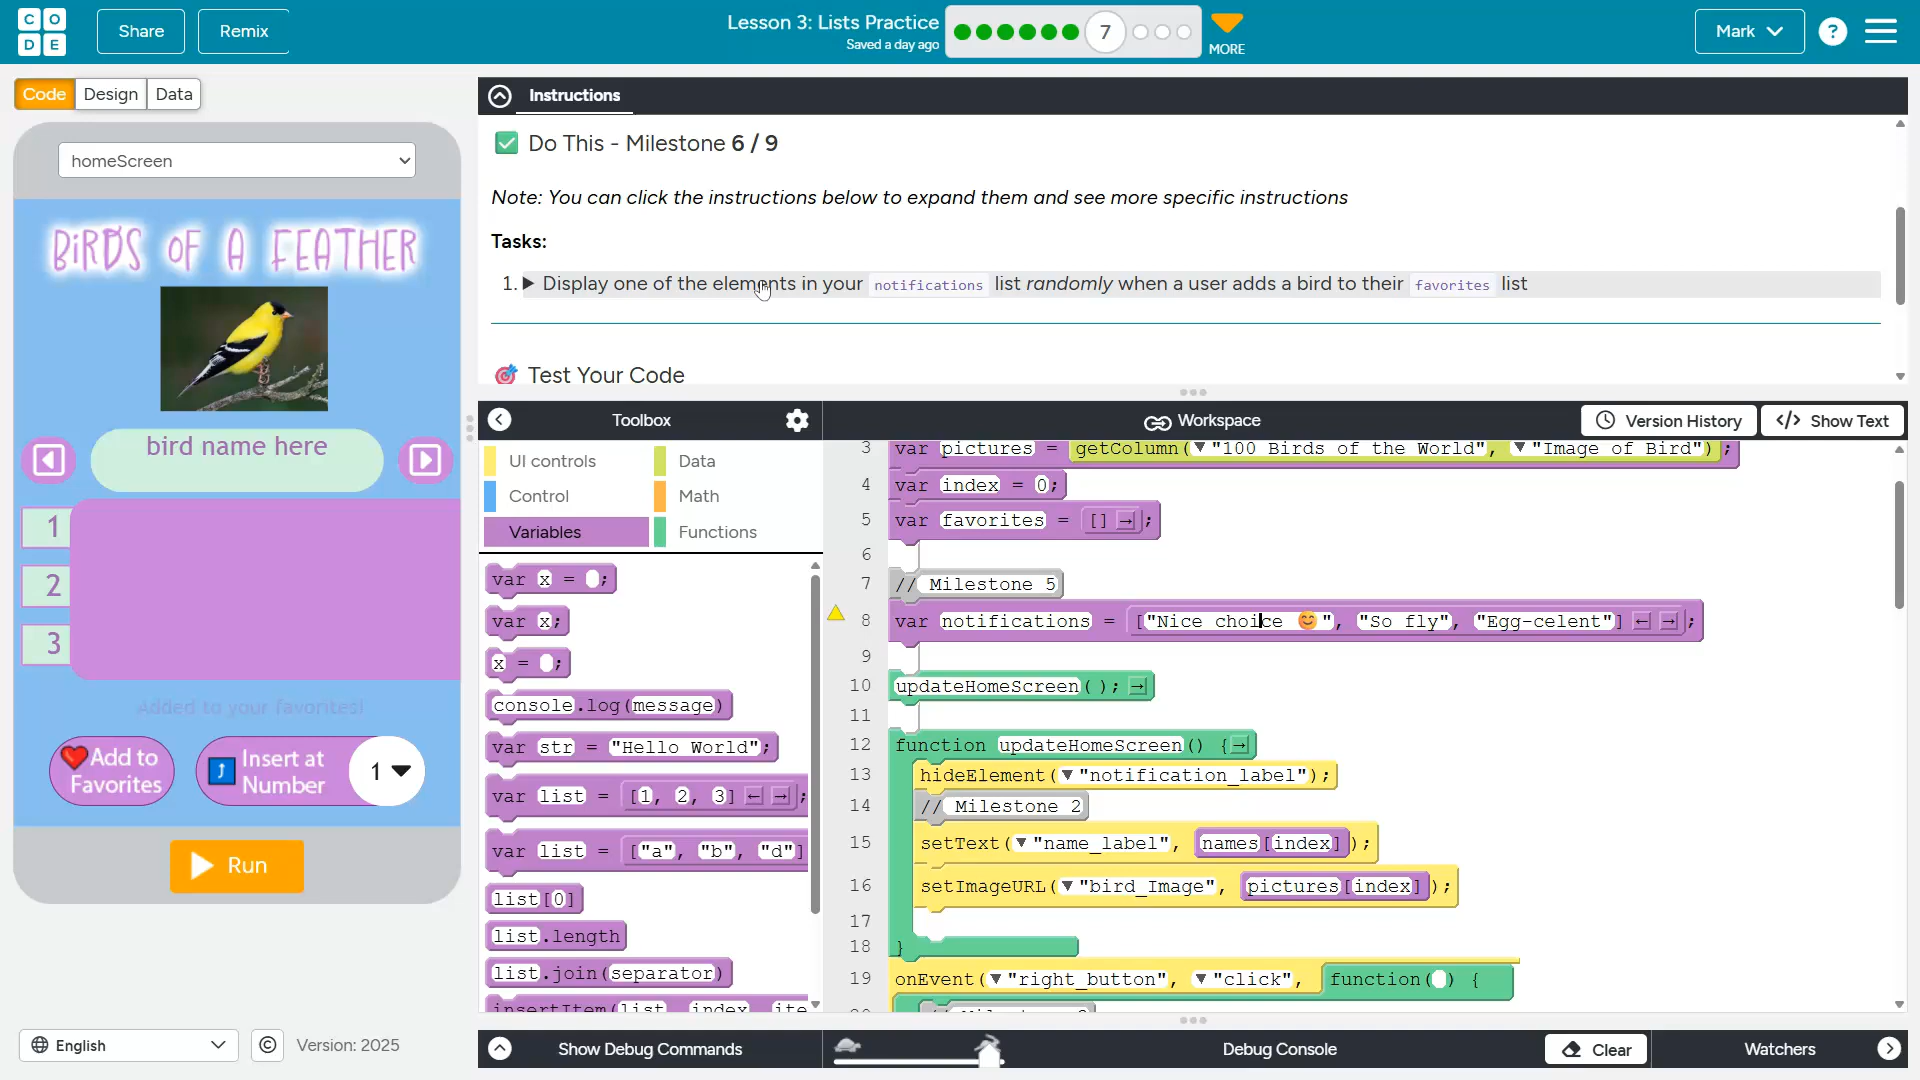 CODE
Share
Remix
Lesson 3: Lists Practice
Saved a day ago
7
MORE
Mark
?
Code
Design
Data
homeScreen
BIRDS OF A FEATHER
bird name here
1
2
3
Added to your favorites!
Add to
Favorites
Insert at
Number
1
Run
English
Version: 2025
Instructions
Do This - Milestone 6 / 9
Note: You can click the instructions below to expand them and see more specific instructions
Tasks:
1. Display one of the elements in your notifications list randomly when a user adds a bird to their favorites list
Test Your Code
Toolbox
Workspace
Version History
</> Show Text
UI controls
Data
Control
Math
Variables
Functions
var x = ;
var x;
x = ;
console.log(message)
var str = "Hello World";
var list = [1, 2, 3] ← → ;
var list = ["a", "b", "d"]
list[0]
list.length
list.join(separator)
insertItem(list, index, ite
3 var pictures = getColumn(▼"100 Birds of the World", ▼"Image of Bird");
4 var index = 0;
5 var favorites = [] → ;
6
7 // Milestone 5
8 var notifications = ["Nice choice 😊", "So fly", "Egg-celent"] ← → ;
9
10 updateHomeScreen(); →
11
12 function updateHomeScreen() { →
13 hideElement(▼"notification_label");
14 // Milestone 2
15 setText(▼"name_label", names[index]);
16 setImageURL(▼"bird_Image", pictures[index]);
17
18 }
19 onEvent(▼"right_button", ▼"click", function() {
Show Debug Commands
Debug Console
Clear
Watchers